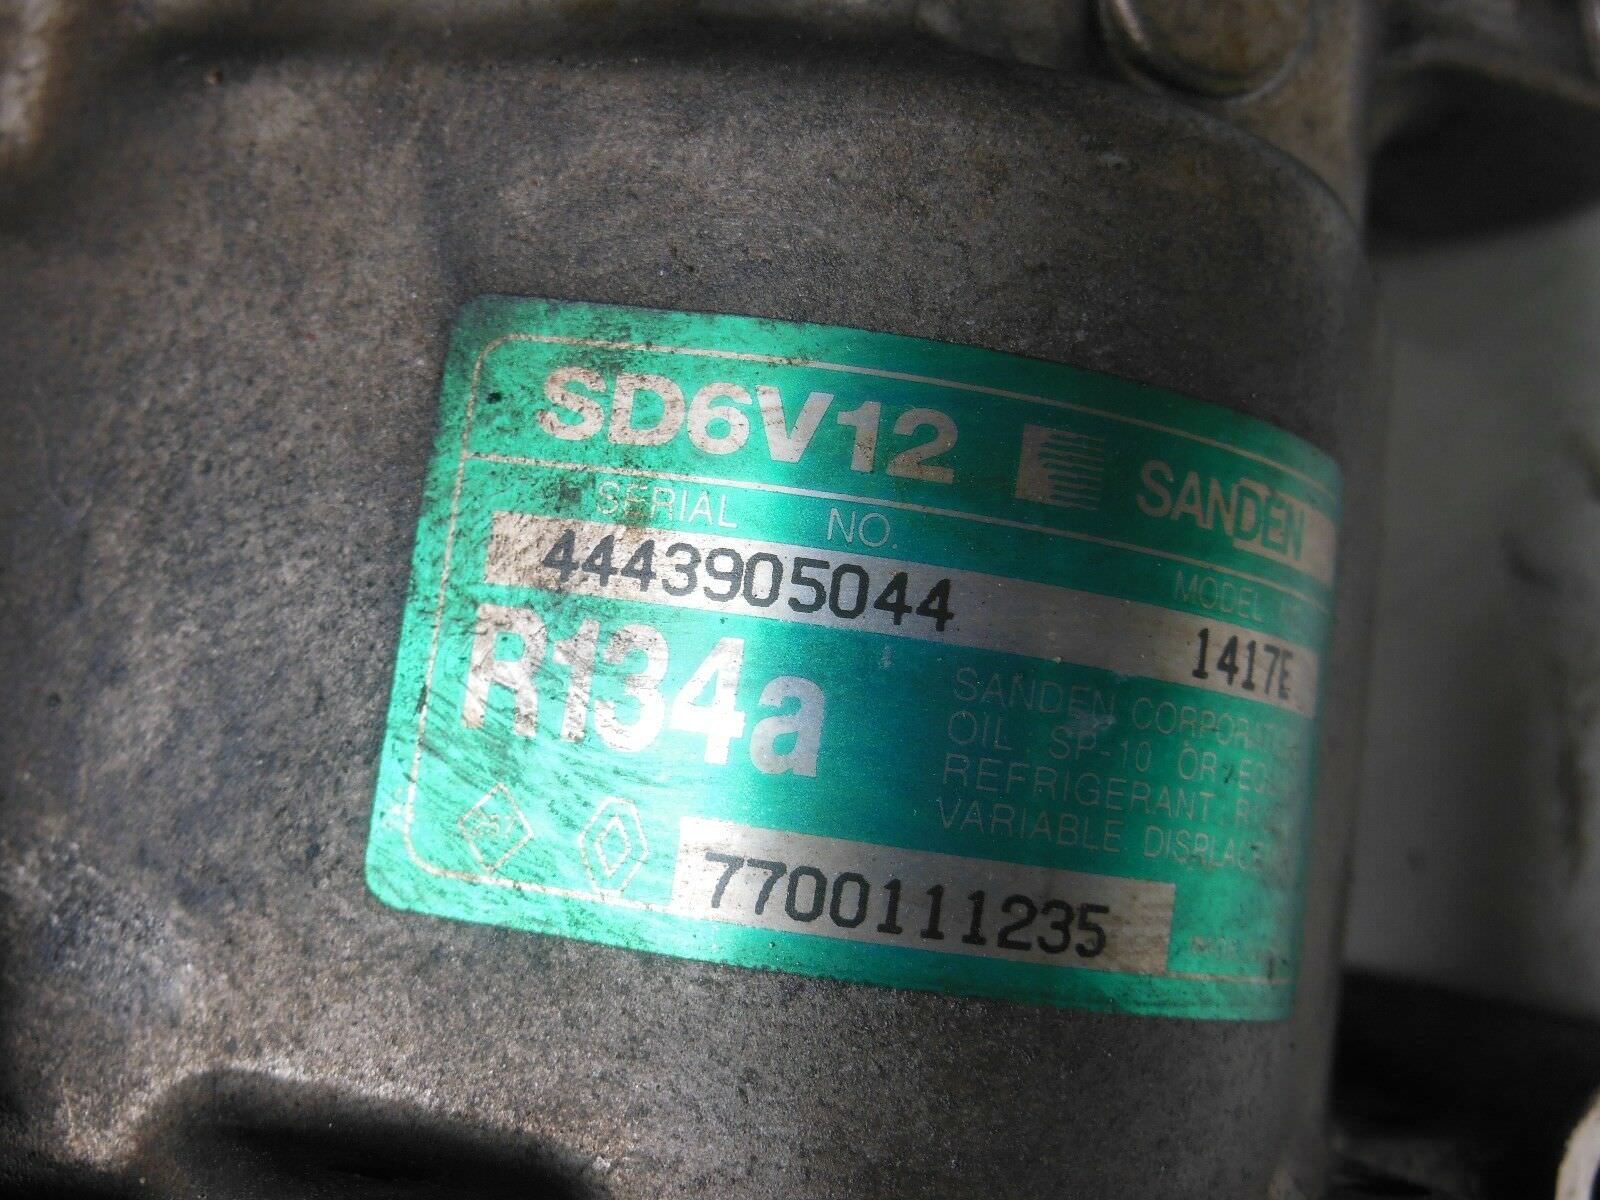 SD6V12 SANDEN
SERIAL NO. MODEL
4443905044 1417E
R134a
SANDEN
OIL SP-10 OR
REFRIGERANT
VARIABLE
7700111235